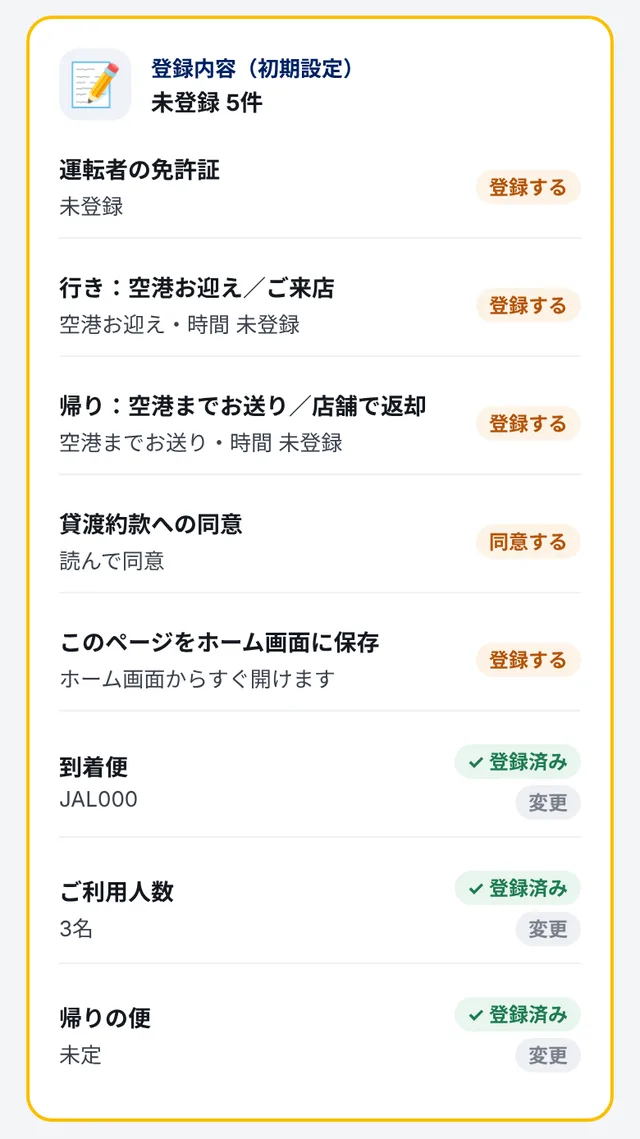 登録内容（初期設定）
未登録 5件
運転者の免許証
未登録
登録する
行き：空港お迎え／ご来店
空港お迎え・時間 未登録
登録する
帰り：空港までお送り／店舗で返却
空港までお送り・時間 未登録
登録する
貸渡約款への同意
読んで同意
同意する
このページをホーム画面に保存
ホーム画面からすぐ開けます
登録する
到着便
JAL000
✓ 登録済み
変更
ご利用人数
3名
✓ 登録済み
変更
帰りの便
未定
✓ 登録済み
変更